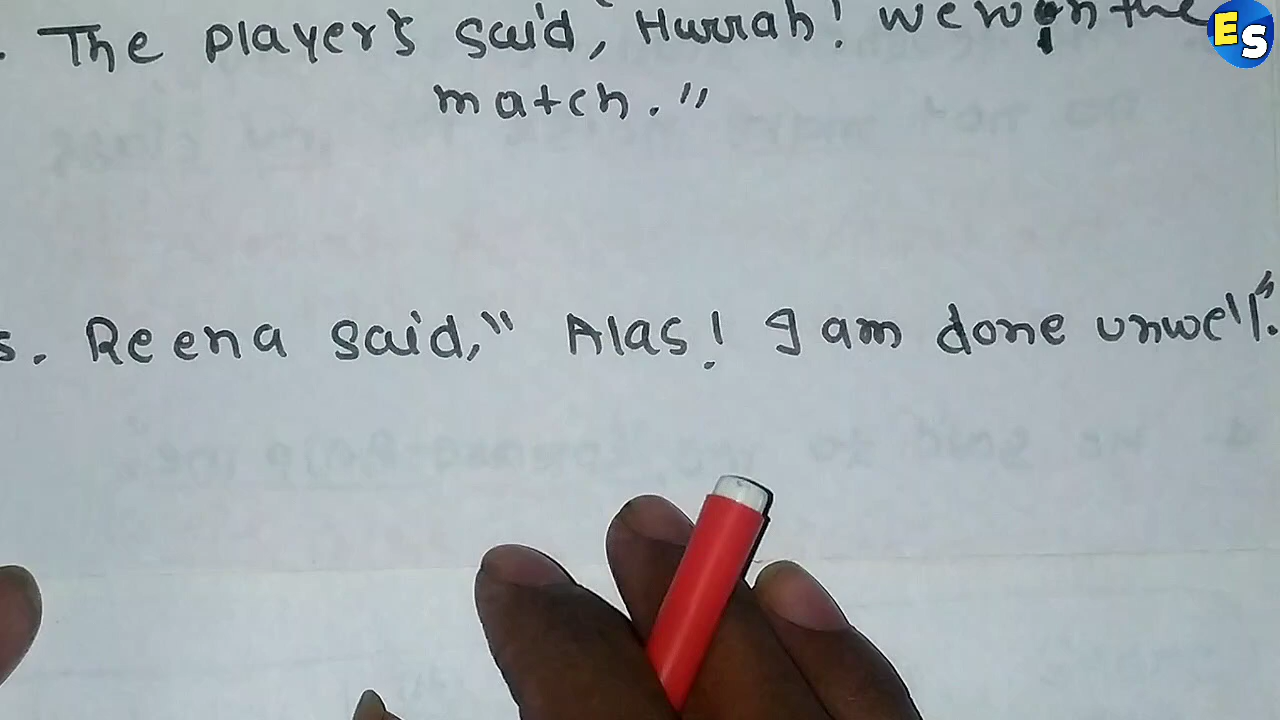 . The player's said, "Hurrah! we won the
match."
s. Reena said," Alas! I am done unwell."
ES